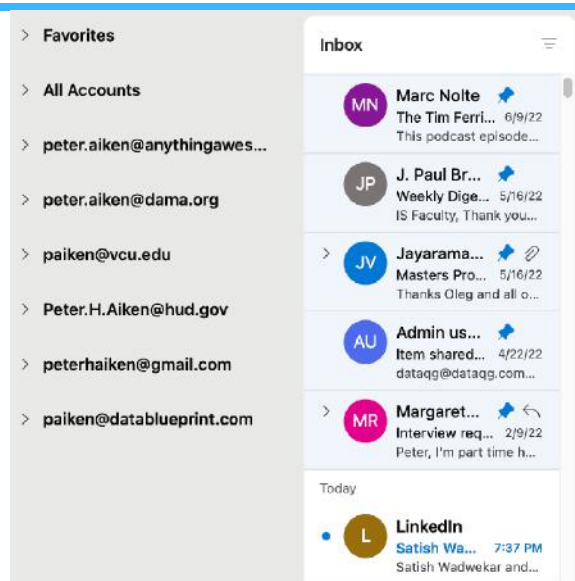 Favorites
All Accounts
peter.aiken@anythingawes...
peter.aiken@dama.org
paiken@vcu.edu
Peter.H.Aiken@hud.gov
peterhaiken@gmail.com
paiken@datablueprint.com
Inbox
MN
Marc Nolte
The Tim Ferri... 6/9/22
This podcast episode...
JP
J. Paul Br...
Weekly Dige... 5/16/22
IS Faculty, Thank you...
JV
Jayarama...
Masters Pro... 5/16/22
Thanks Oleg and all o...
AU
Admin us...
Item shared... 4/22/22
dataqg@dataqg.com...
MR
Margaret...
Interview req... 2/9/22
Peter, I'm part time h...
Today
L
LinkedIn
Satish Wa... 7:37 PM
Satish Wadwekar and...